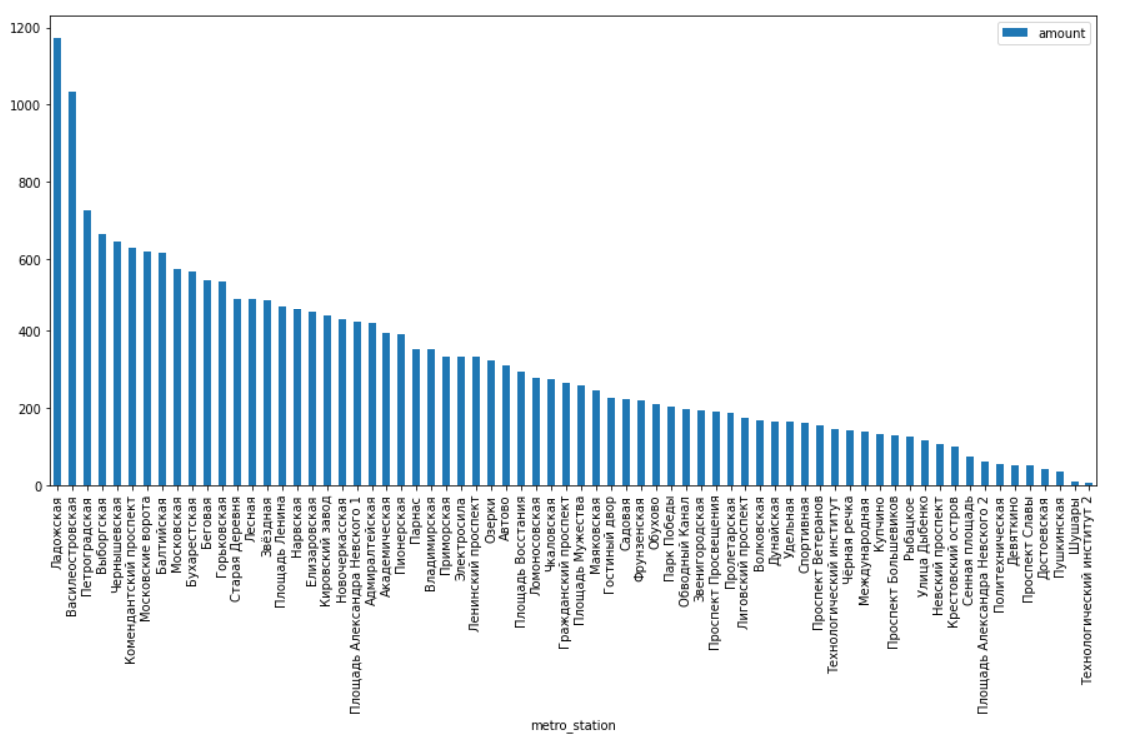 1200
1000
800
600
400
200
0
amount
Ладожская
Василеостровская
Петроградская
Выборгская
Чернышевская
Комендантский проспект
Московские ворота
Балтийская
Московская
Бухарестская
Беговая
Горьковская
Старая Деревня
Лесная
Звёздная
Площадь Ленина
Нарвская
Елизаровская
Кировский завод
Новочеркасская
Площадь Александра Невского 1
Адмиралтейская
Академическая
Пионерская
Парнас
Владимирская
Приморская
Электросила
Ленинский проспект
Озерки
Автово
Площадь Восстания
Ломоносовская
Чкаловская
Гражданский проспект
Площадь Мужества
Маяковская
Гостиный двор
Садовая
Фрунзенская
Обухово
Парк Победы
Обводный Канал
Звенигородская
Проспект Просвещения
Пролетарская
Лиговский проспект
Волковская
Дунайская
Удельная
Спортивная
Проспект Ветеранов
Технологический институт
Чёрная речка
Международная
Купчино
Проспект Большевиков
Рыбацкое
Улица Дыбенко
Невский проспект
Крестовский остров
Сенная площадь
Площадь Александра Невского 2
Политехническая
Девяткино
Проспект Славы
Достоевская
Пушкинская
Шушары
Технологический институт 2
metro_station